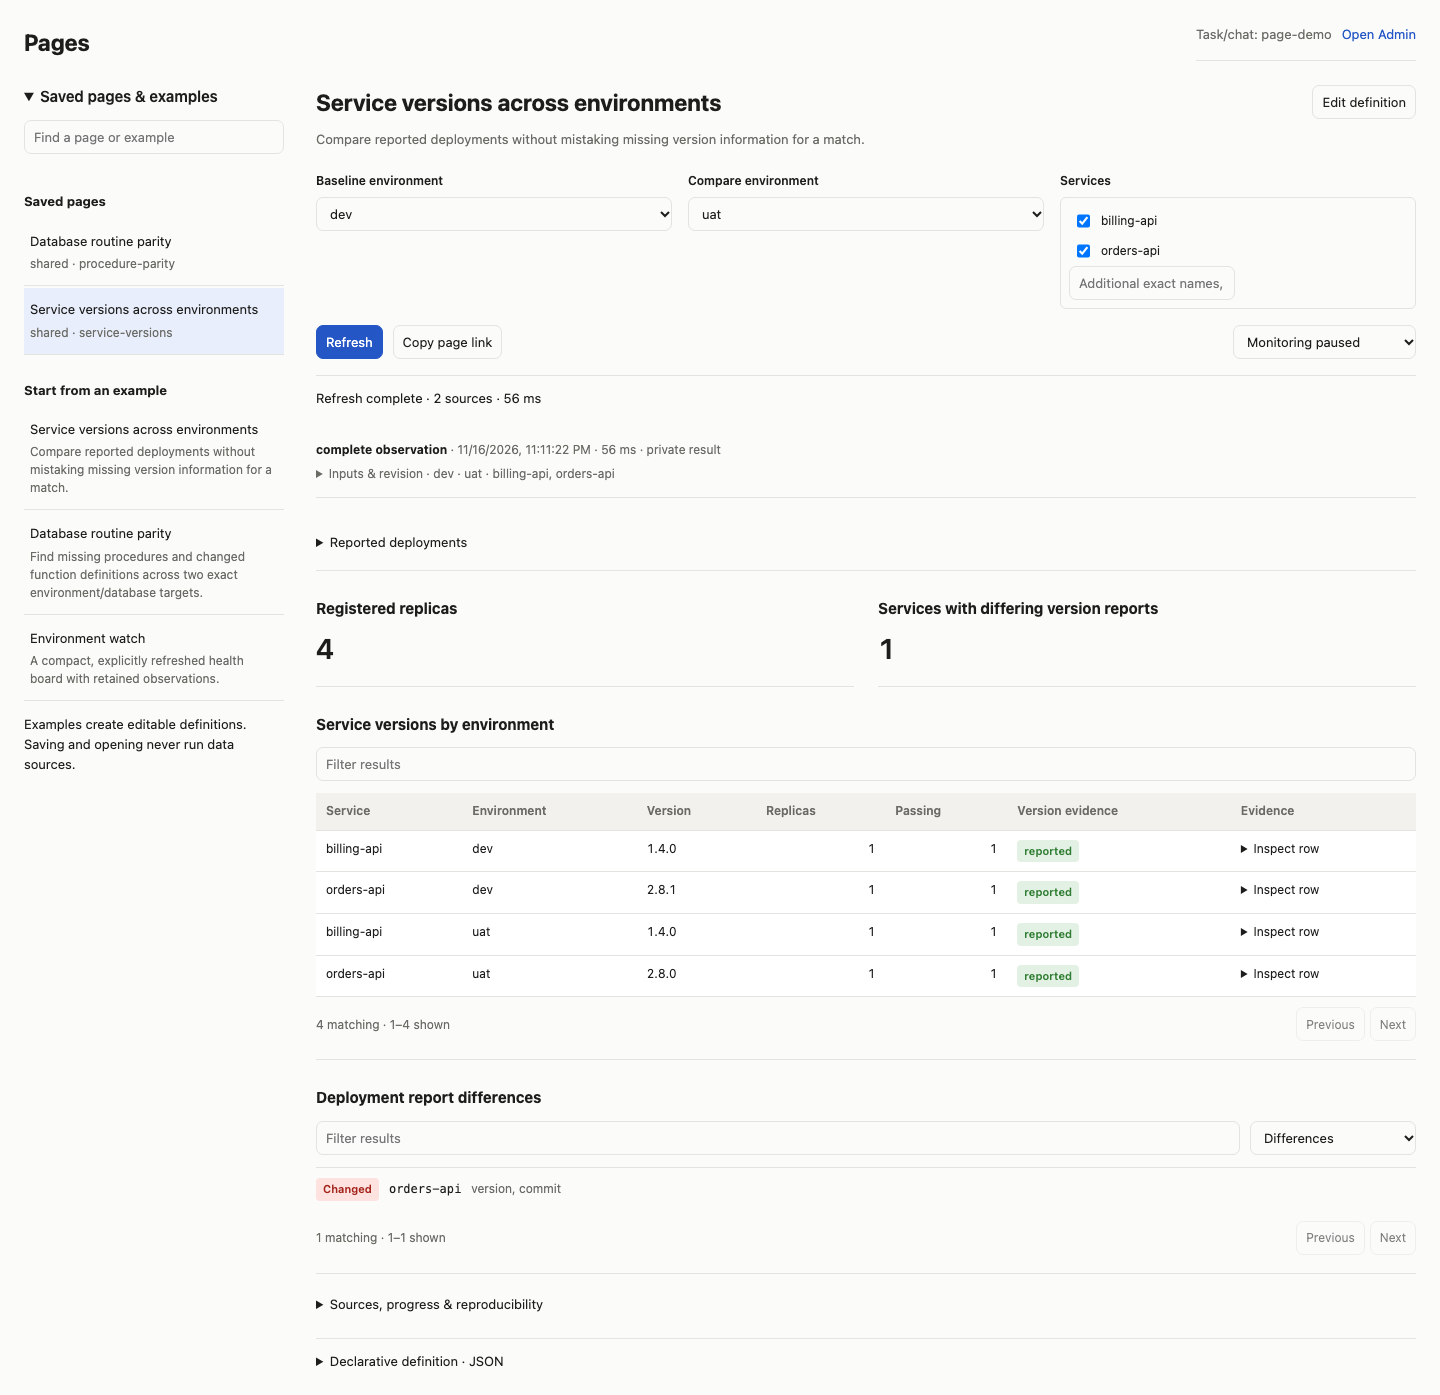 Pages
Task/chat: page-demo Open Admin
▼ Saved pages & examples
Find a page or example
Saved pages
Database routine parity
shared · procedure-parity
Service versions across environments
shared · service-versions
Start from an example
Service versions across environments
Compare reported deployments without
mistaking missing version information for a
match.
Database routine parity
Find missing procedures and changed
function definitions across two exact
environment/database targets.
Environment watch
A compact, explicitly refreshed health
board with retained observations.
Examples create editable definitions.
Saving and opening never run data
sources.
Service versions across environments
Edit definition
Compare reported deployments without mistaking missing version information for a match.
Baseline environment
dev
Compare environment
uat
Services
billing-api
orders-api
Additional exact names,
Refresh
Copy page link
Monitoring paused
Refresh complete · 2 sources · 56 ms
complete observation · 11/16/2026, 11:11:22 PM · 56 ms · private result
▶ Inputs & revision · dev · uat · billing-api, orders-api
▶ Reported deployments
Registered replicas
4
Services with differing version reports
1
Service versions by environment
Filter results
Service Environment Version Replicas Passing Version evidence Evidence
billing-api dev 1.4.0 1 1 reported ▶ Inspect row
orders-api dev 2.8.1 1 1 reported ▶ Inspect row
billing-api uat 1.4.0 1 1 reported ▶ Inspect row
orders-api uat 2.8.0 1 1 reported ▶ Inspect row
4 matching · 1–4 shown
Previous Next
Deployment report differences
Filter results
Differences
Changed orders-api version, commit
1 matching · 1–1 shown
Previous Next
▶ Sources, progress & reproducibility
▶ Declarative definition · JSON